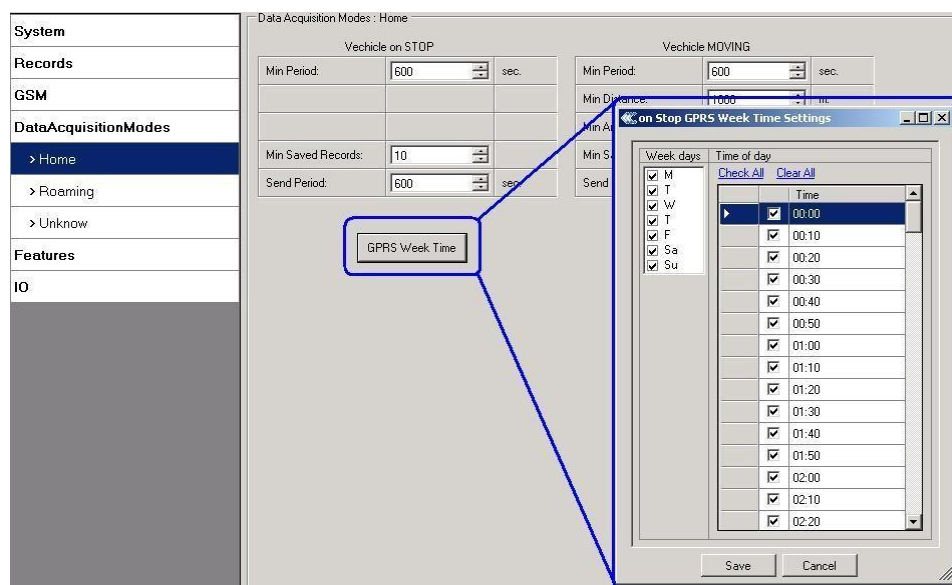 System
Records
GSM
DataAcquisitionModes
> Home
> Roaming
> Unknow
Features
IO
Data Acquisition Modes : Home
Vechicle on STOP
Min Period: 600 sec.
Min Saved Records: 10
Send Period: 600 sec.
GPRS Week Time
Vechicle MOVING
Min Period: 600 sec.
Min Distance: 1000 m.
Min
Min
Send
on Stop GPRS Week Time Settings
Week days
M
T
W
T
F
Sa
Su
Time of day
Check All Clear All
Time
00:00
00:10
00:20
00:30
00:40
00:50
01:00
01:10
01:20
01:30
01:40
01:50
02:00
02:10
02:20
Save Cancel